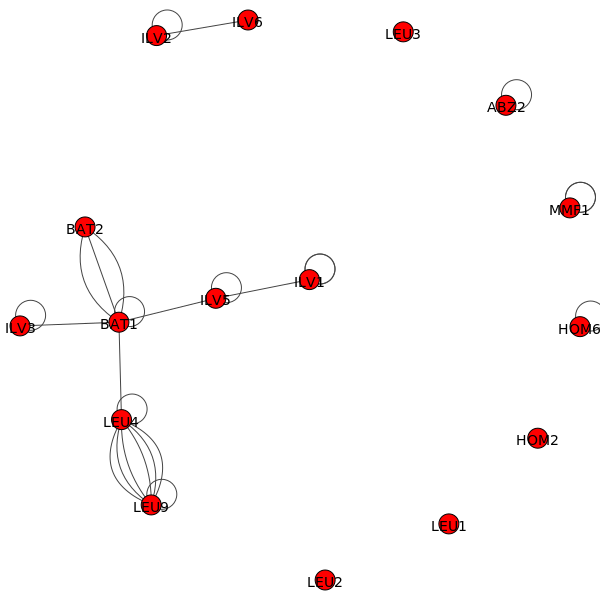 ILV6
LEU3
ILV2
ABZ2
MMF1
BAT2
ILV1
ILV5
BAT1
ILV3
HOM6
LEU4
HOM2
LEU9
LEU1
LEU2